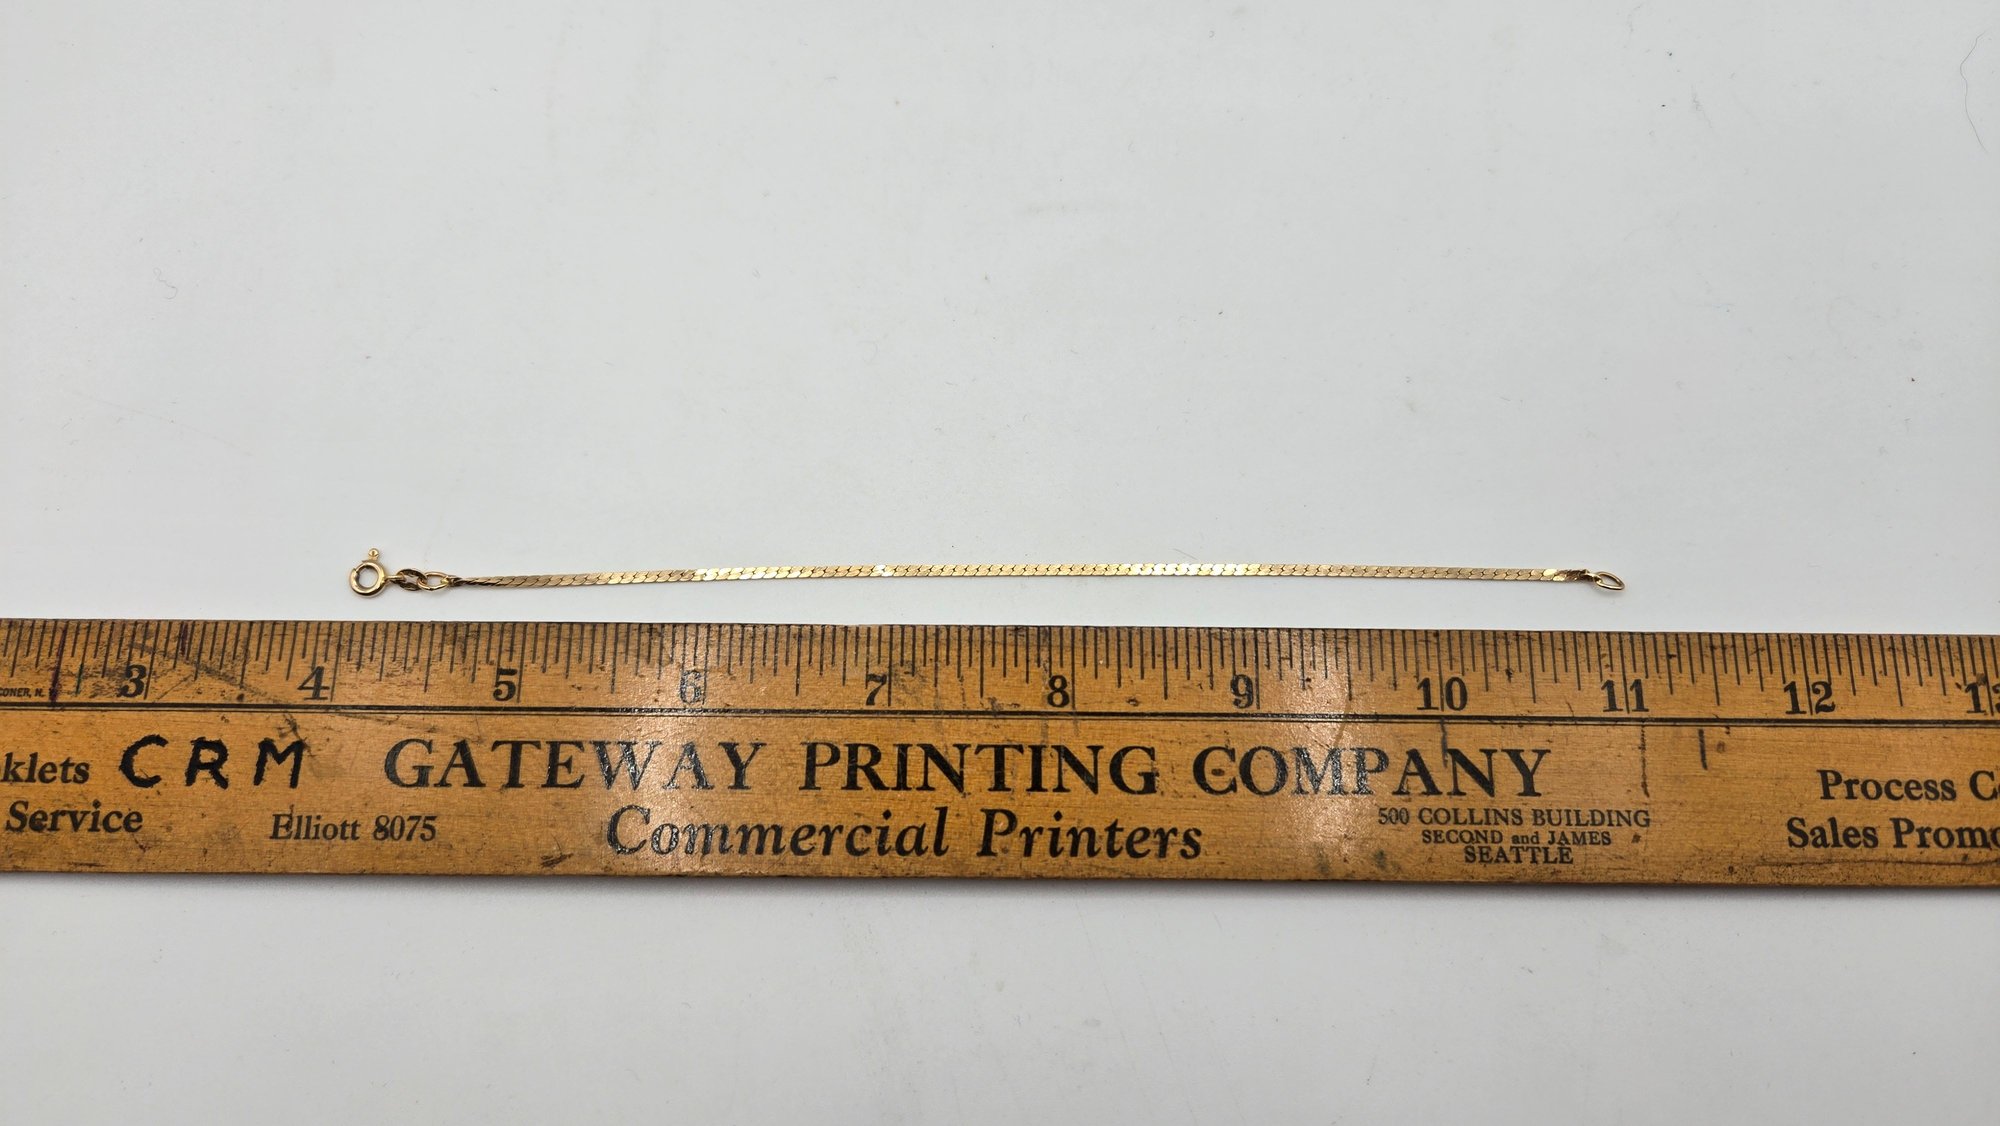 3 4 5 6 7 8 9 10 11 12
CONER, N.
klets
Service
CRM
Elliott 8075
GATEWAY PRINTING COMPANY
Commercial Printers
500 COLLINS BUILDING
SECOND and JAMES
SEATTLE
Process C
Sales Promo